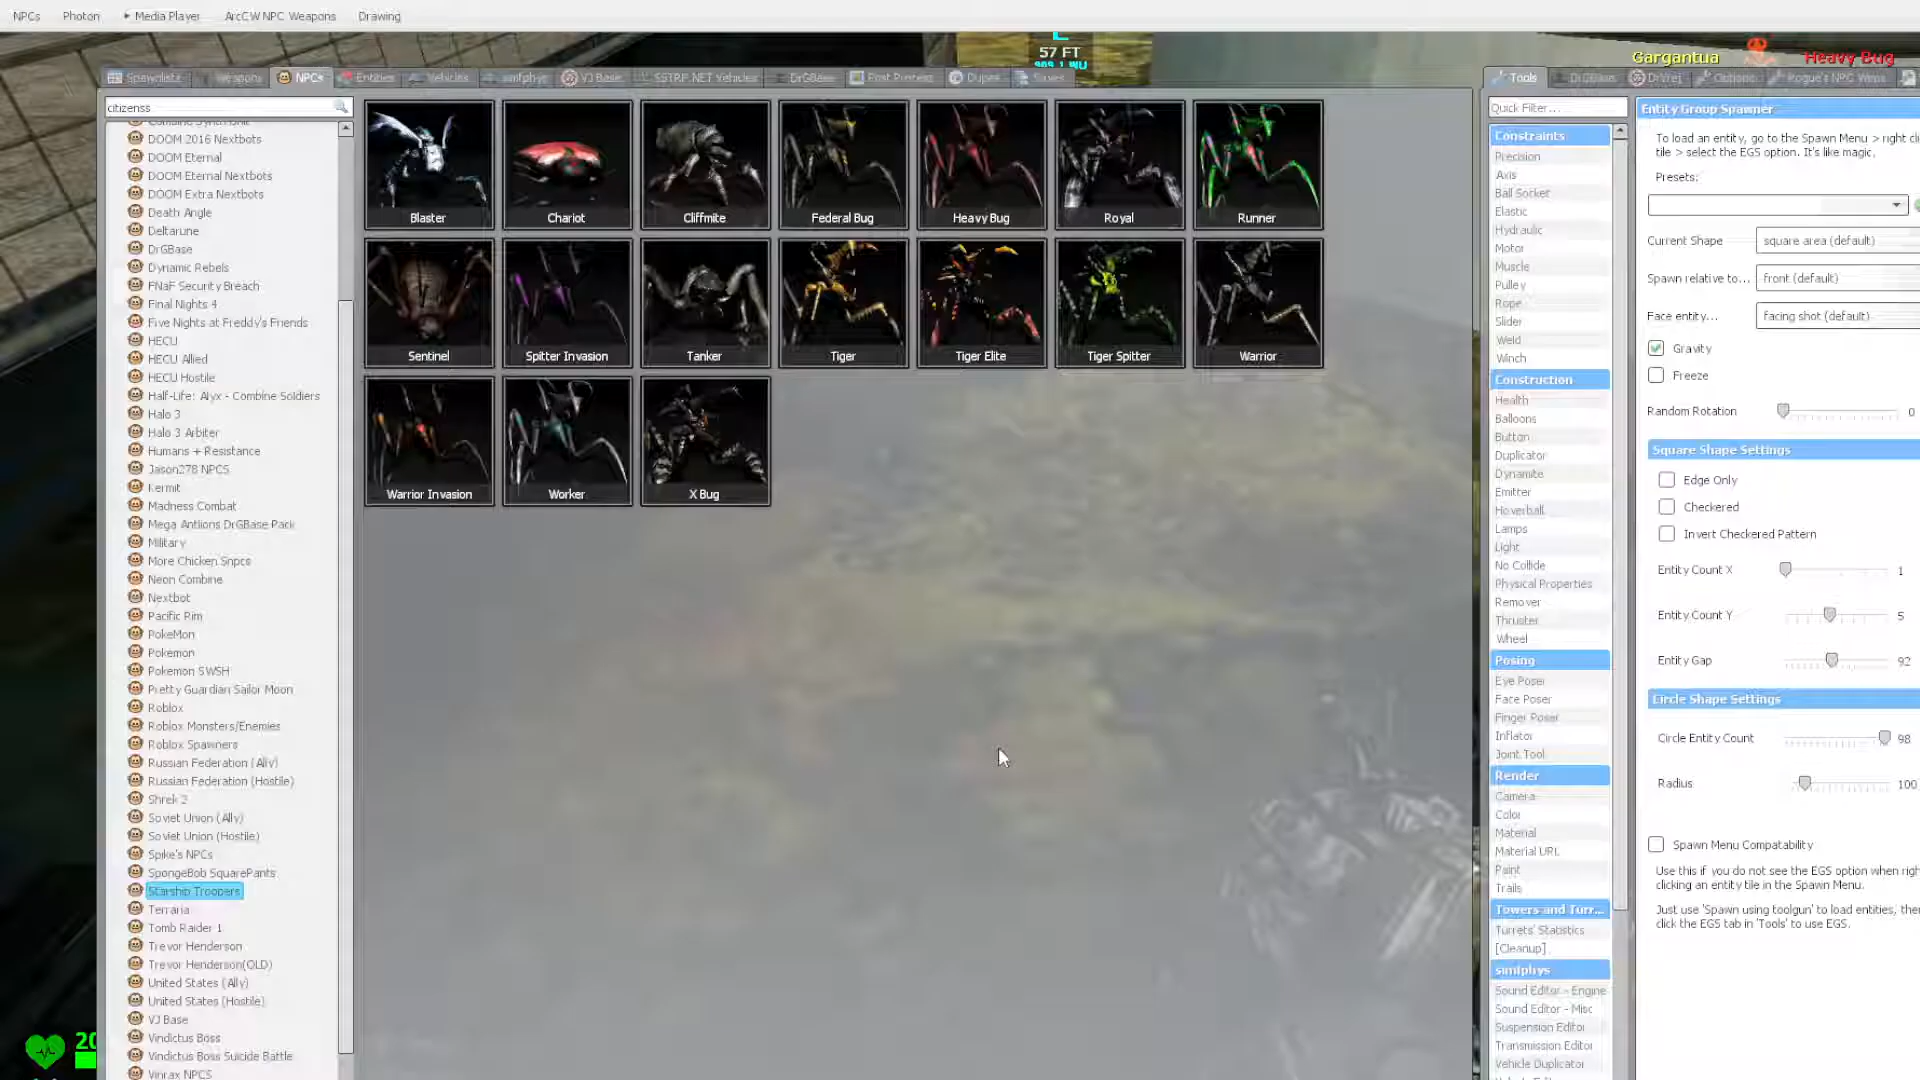 NPCs Photon Media Player ArcCW NPC Weapons Drawing
57 FT
Gargantua Heavy Bug
Spawnlists Weapons NPCs Entities Vehicles simfphys VJ Base DrGBase Post Process Dupes Saves
Tools DrGBase Options
citizenss
DOOM 2016 Nextbots
DOOM Eternal
DOOM Eternal Nextbots
DOOM Extra Nextbots
Death Angle
Deltarune
DrGBase
Dynamic Rebels
FNaF Security Breach
Final Nights 4
Five Nights at Freddy's Friends
HECU
HECU Allied
HECU Hostile
Half-Life: Alyx - Combine Soldiers
Halo 3
Halo 3 Arbiter
Humans + Resistance
Jason278 NPCS
Kermit
Madness Combat
Mega Antlions DrGBase Pack
Military
More Chicken Snpcs
Neon Combine
Nextbot
Pacific Rim
PokeMon
Pokemon
Pokemon SWSH
Pretty Guardian Sailor Moon
Roblox
Roblox Monsters/Enemies
Roblox Spawners
Russian Federation (Ally)
Russian Federation (Hostile)
Shrek 2
Soviet Union (Ally)
Soviet Union (Hostile)
Spike's NPCs
SpongeBob SquarePants
Starship Troopers
Terraria
Tomb Raider 1
Trevor Henderson
Trevor Henderson(OLD)
United States (Ally)
United States (Hostile)
VJ Base
Vindictus Boss
Vindictus Boss Suicide Battle
Vinrax NPCS
20
Blaster Chariot Cliffmite Federal Bug Heavy Bug Royal Runner
Sentinel Spitter Invasion Tanker Tiger Tiger Elite Tiger Spitter Warrior
Warrior Invasion Worker X Bug
Quick Filter...
Constraints
Precision
Axis
Ball Socket
Elastic
Hydraulic
Motor
Muscle
Pulley
Rope
Slider
Weld
Winch
Construction
Health
Balloons
Button
Duplicator
Dynamite
Emitter
Hoverball
Lamps
Light
No Collide
Physical Properties
Remover
Thruster
Wheel
Posing
Eye Poser
Face Poser
Finger Poser
Inflator
Joint Tool
Render
Camera
Color
Material
Material URL
Paint
Trails
Towers and Turr...
Turrets' Statistics
[Cleanup]
simfphys
Sound Editor - Engine
Sound Editor - Misc
Suspension Editor
Transmission Editor
Vehicle Duplicator
Entity Group Spawner
To load an entity, go to the Spawn Menu > right cli
tile > select the EGS option. It's like magic.
Presets:
Current Shape square area (default)
Spawn relative to... front (default)
Face entity... facing shot (default)
Gravity
Freeze
Random Rotation 0
Square Shape Settings
Edge Only
Checkered
Invert Checkered Pattern
Entity Count X 1
Entity Count Y 5
Entity Gap 92
Circle Shape Settings
Circle Entity Count 98
Radius 100
Spawn Menu Compatability
Use this if you do not see the EGS option when righ
clicking an entity tile in the Spawn Menu.
Just use 'Spawn using toolgun' to load entities, the
click the EGS tab in 'Tools' to use EGS.